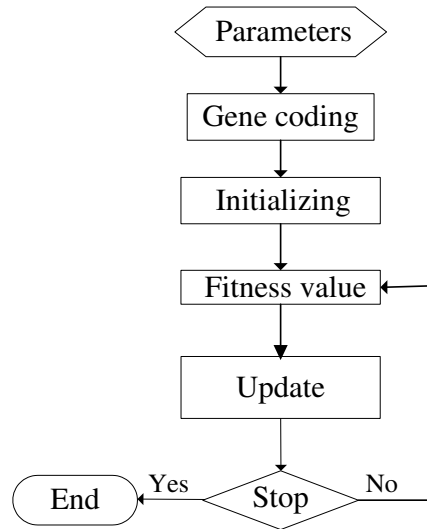 Parameters
Gene coding
Initializing
Fitness value
Update
Yes
No
End
Stop